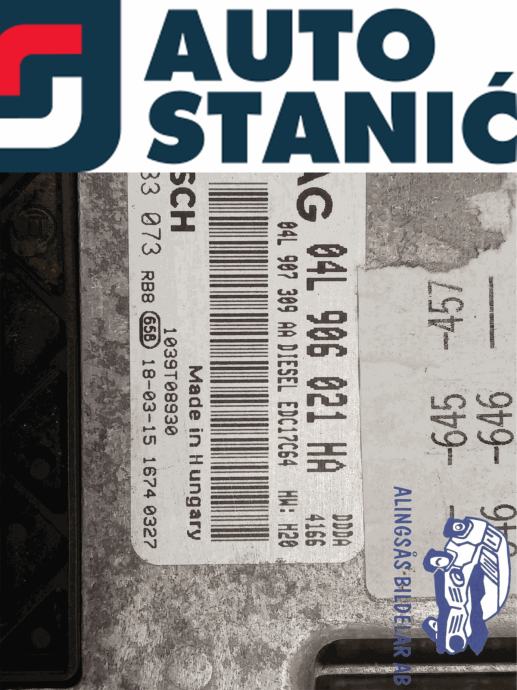 AUTO
STANIĆ
AG 04L 906 021 HA
04L 907 309 AA DIESEL EDC17C64 HW: H20
DDDA
4166
SCH
Made in Hungary
1039T08930
33 073 RB8 65B 18-03-15 1674 0327
-457
-645
-646
ALINGSÅS BILDELAR AB